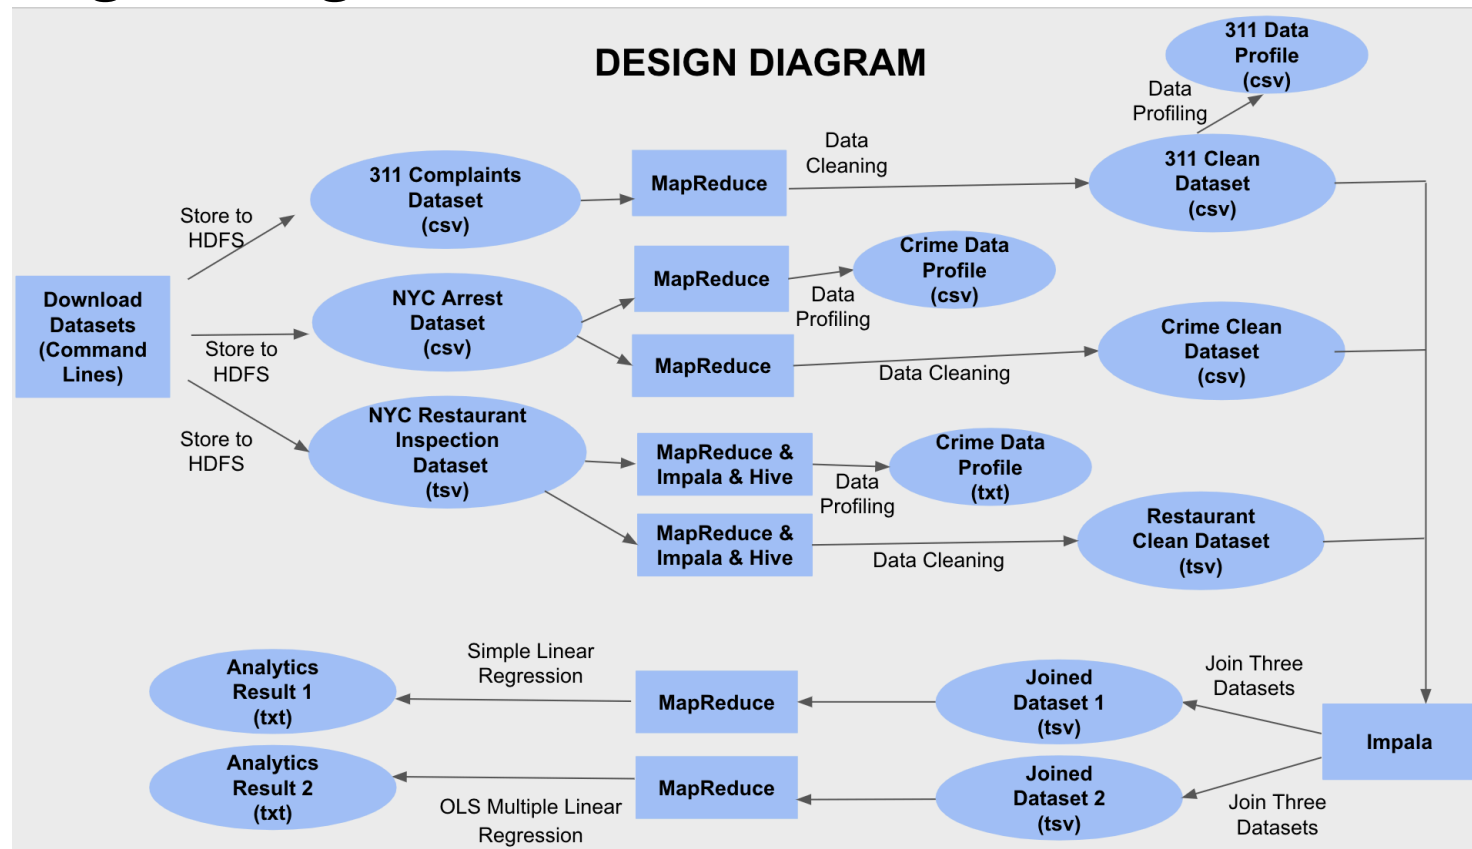 DESIGN DIAGRAM
311 Data
Profile
(csv)
Data
Profiling
Data
Cleaning
311 Complaints
Dataset
(csv)
MapReduce
311 Clean
Dataset
(csv)
Store to
HDFS
Crime Data
Profile
(csv)
MapReduce
Data
Profiling
Download
Datasets
(Command
Lines)
NYC Arrest
Dataset
(csv)
Store to
HDFS
MapReduce
Data Cleaning
Crime Clean
Dataset
(csv)
Store to
HDFS
NYC Restaurant
Inspection
Dataset
(tsv)
MapReduce &
Impala & Hive
Data
Profiling
Crime Data
Profile
(txt)
MapReduce &
Impala & Hive
Data Cleaning
Restaurant
Clean Dataset
(tsv)
Analytics
Result 1
(txt)
Simple Linear
Regression
MapReduce
Joined
Dataset 1
(tsv)
Join Three
Datasets
Impala
Analytics
Result 2
(txt)
OLS Multiple Linear
Regression
MapReduce
Joined
Dataset 2
(tsv)
Join Three
Datasets